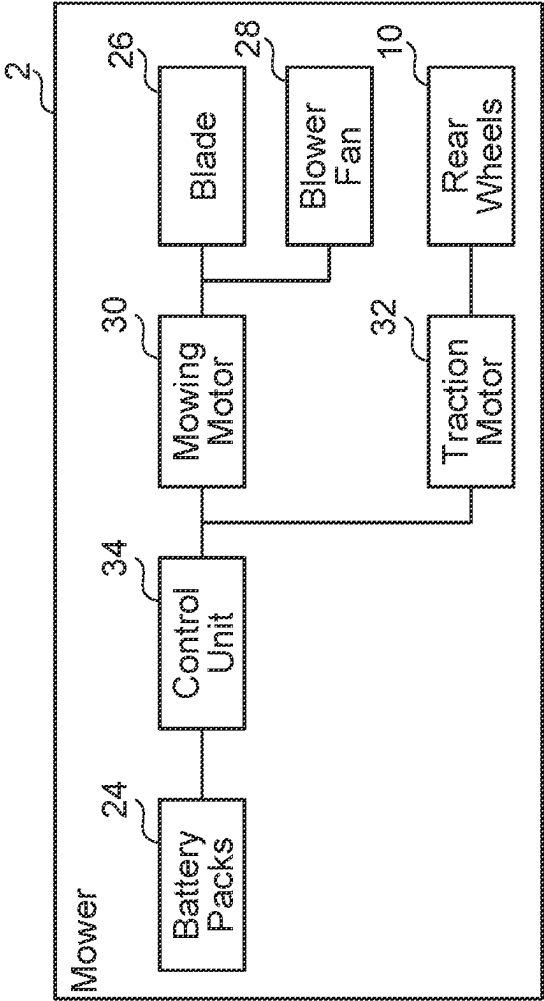 2
Mower
24
Battery
Packs
34
Control
Unit
30
Mowing
Motor
26
Blade
28
Blower
Fan
32
Traction
Motor
10
Rear
Wheels